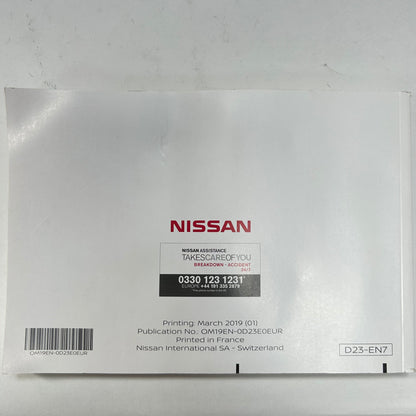 NISSAN
NISSAN ASSISTANCE
TAKESCAREOFYOU
BREAKDOWN - ACCIDENT
24/7
0330 123 1231*
EUROPE +44 191 335 2879
Printing: March 2019 (01)
Publication No.: OM19EN-0D23E0EUR
Printed in France
Nissan International SA - Switzerland
OM19EN-0D23E0EUR
D23-EN7